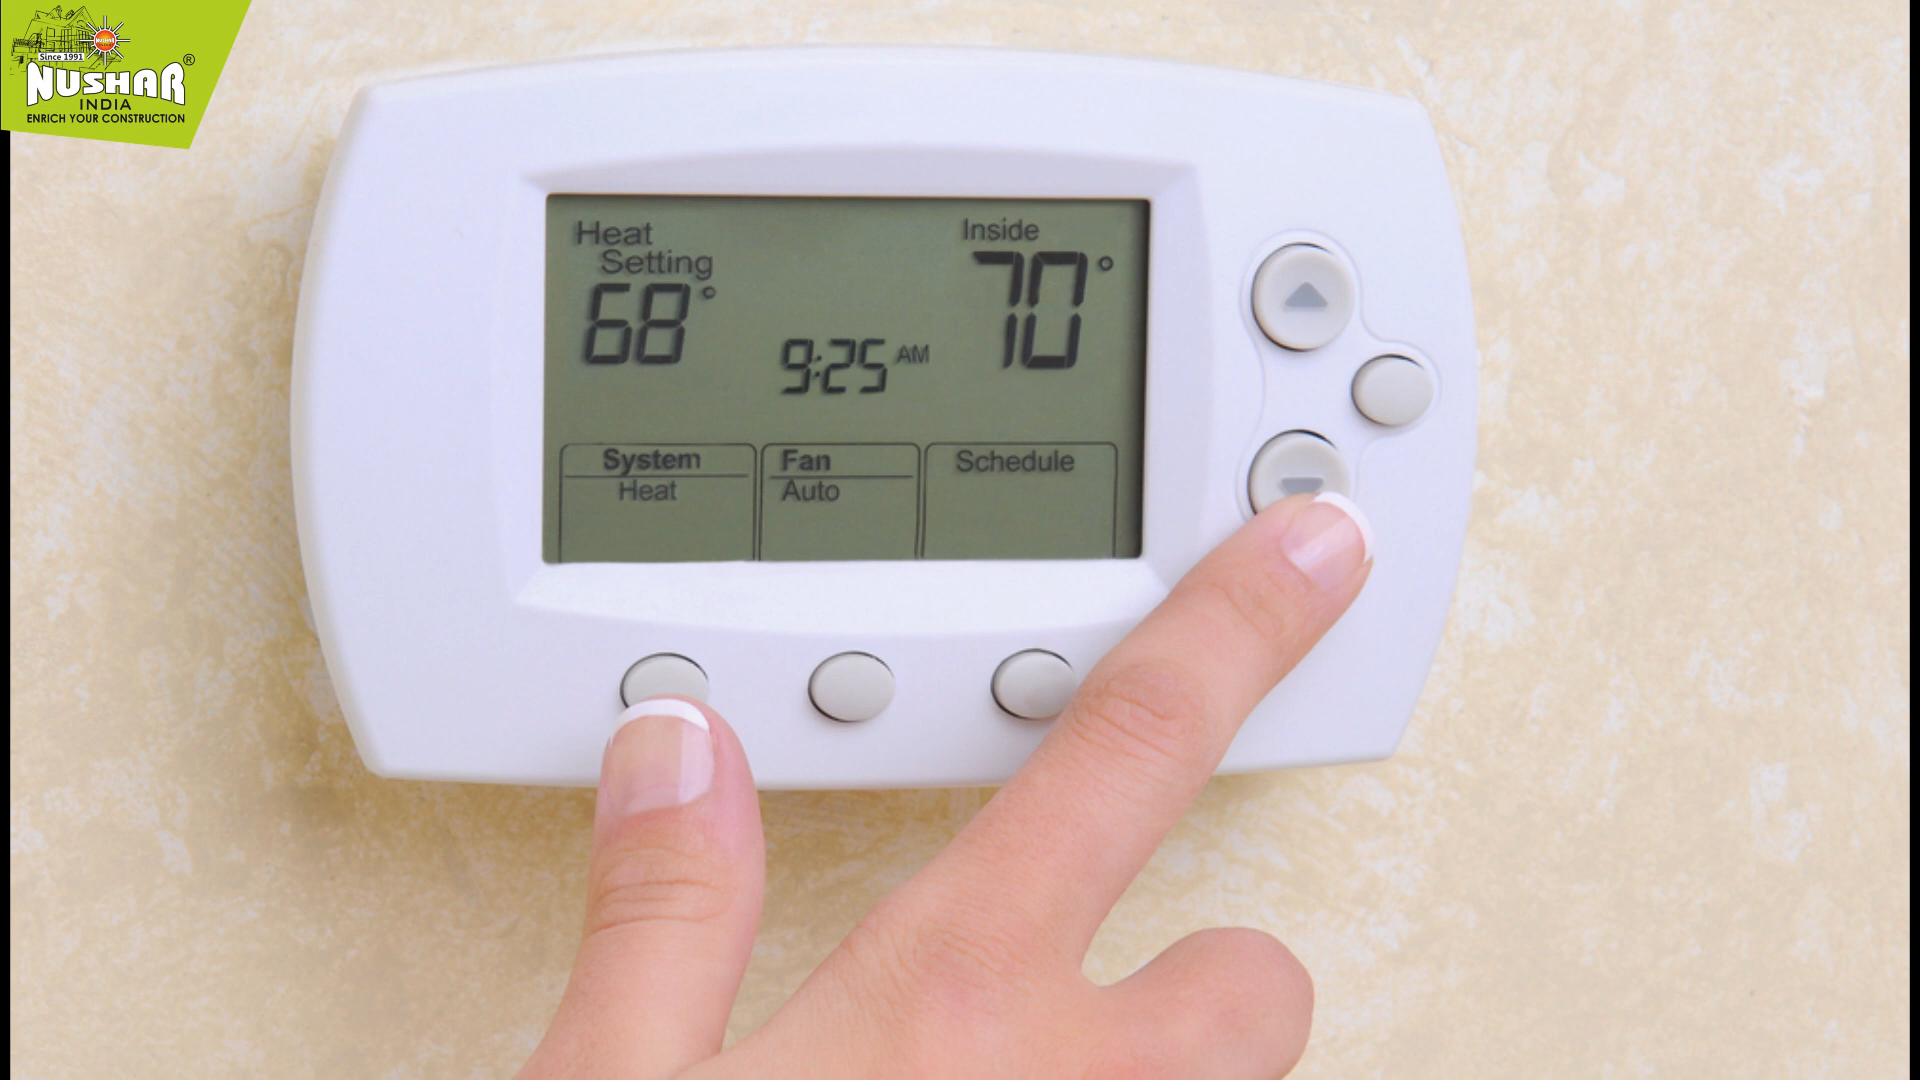 Since 1991
NUSHAR®
INDIA
ENRICH YOUR CONSTRUCTION
Heat
Setting
68°
9:25 AM
Inside
70°
System
Heat
Fan
Auto
Schedule